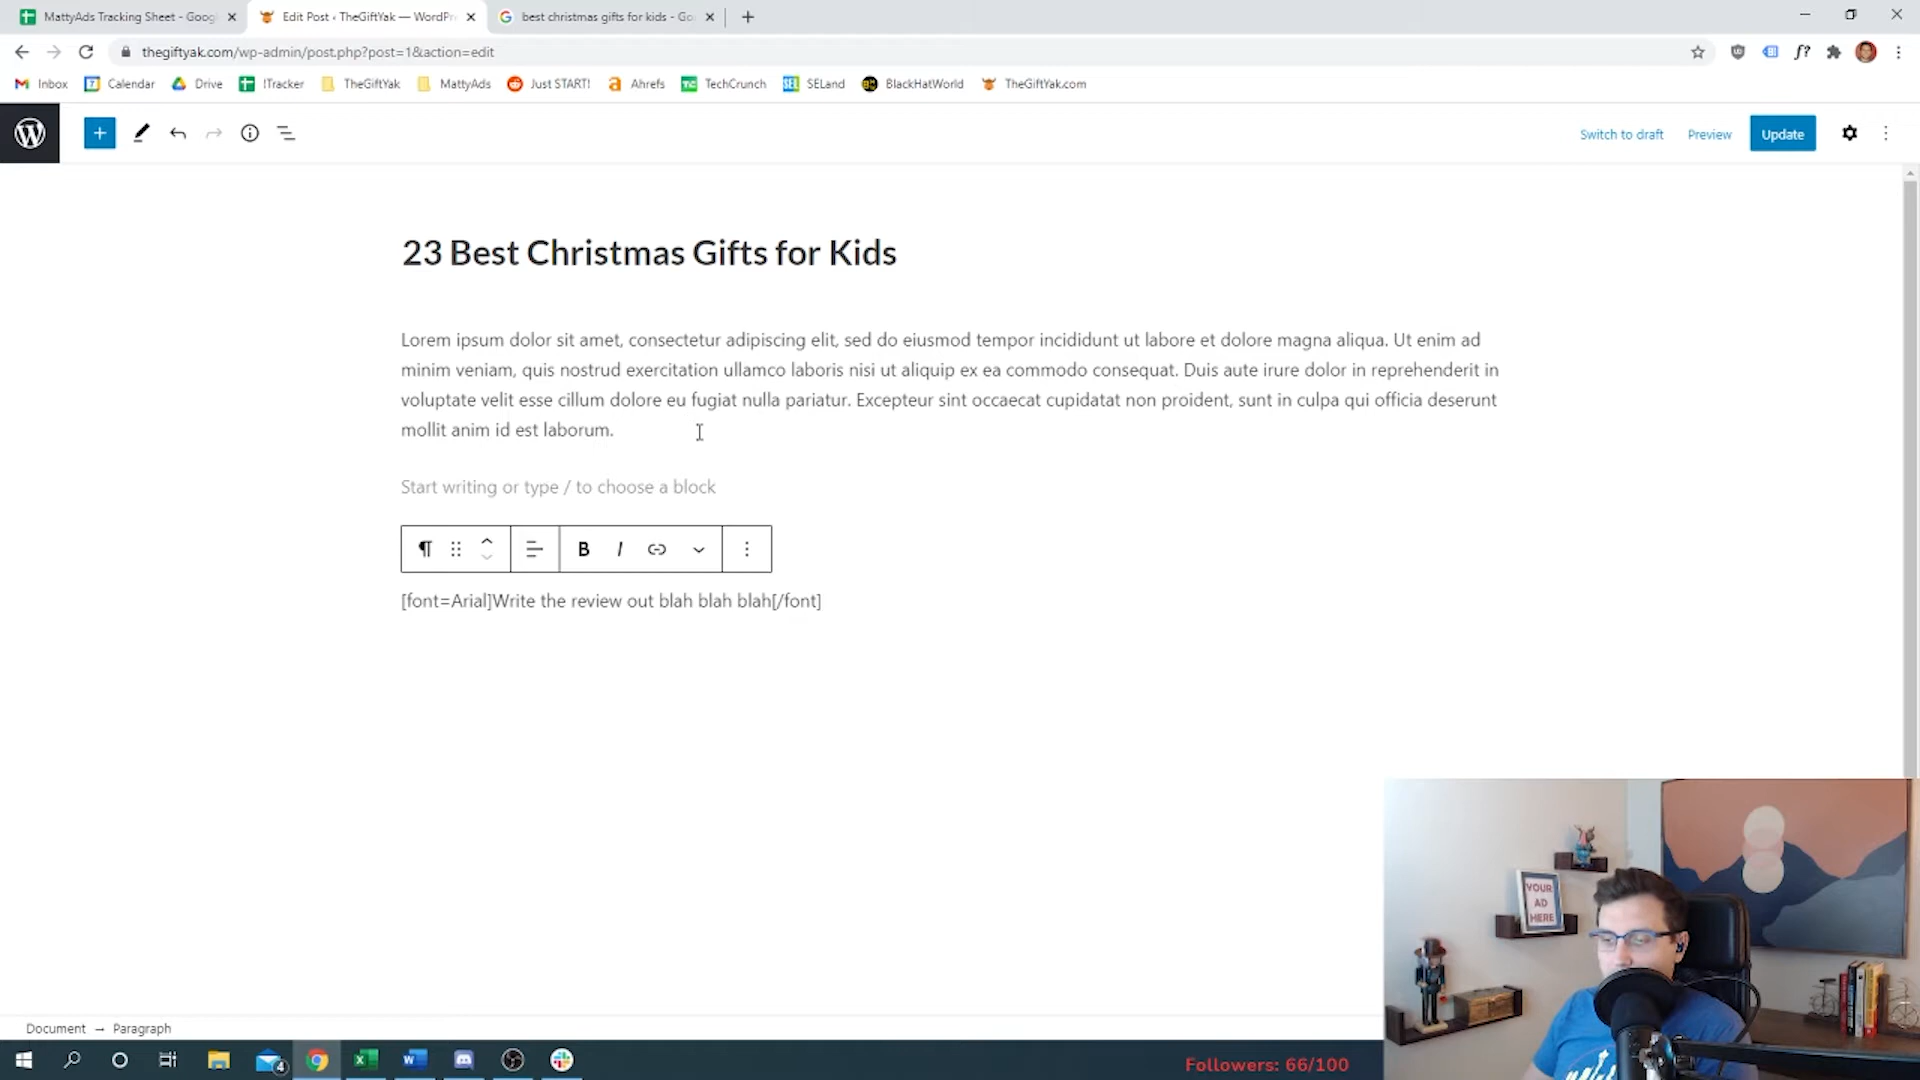 MattyAds Tracking Sheet - Goog
Edit Post ‹ TheGiftYak — WordPr
best christmas gifts for kids - Go
thegiftyak.com/wp-admin/post.php?post=1&action=edit
Inbox
Calendar
Drive
!Tracker
TheGiftYak
MattyAds
Just START!
Ahrefs
TechCrunch
SELand
BlackHatWorld
TheGiftYak.com
Switch to draft
Preview
Update
23 Best Christmas Gifts for Kids
Lorem ipsum dolor sit amet, consectetur adipiscing elit, sed do eiusmod tempor incididunt ut labore et dolore magna aliqua. Ut enim ad
minim veniam, quis nostrud exercitation ullamco laboris nisi ut aliquip ex ea commodo consequat. Duis aute irure dolor in reprehenderit in
voluptate velit esse cillum dolore eu fugiat nulla pariatur. Excepteur sint occaecat cupidatat non proident, sunt in culpa qui officia deserunt
mollit anim id est laborum.
Start writing or type / to choose a block
B I
[font=Arial]Write the review out blah blah blah[/font]
YOUR
AD
HERE
Document → Paragraph
4
Followers: 66/100